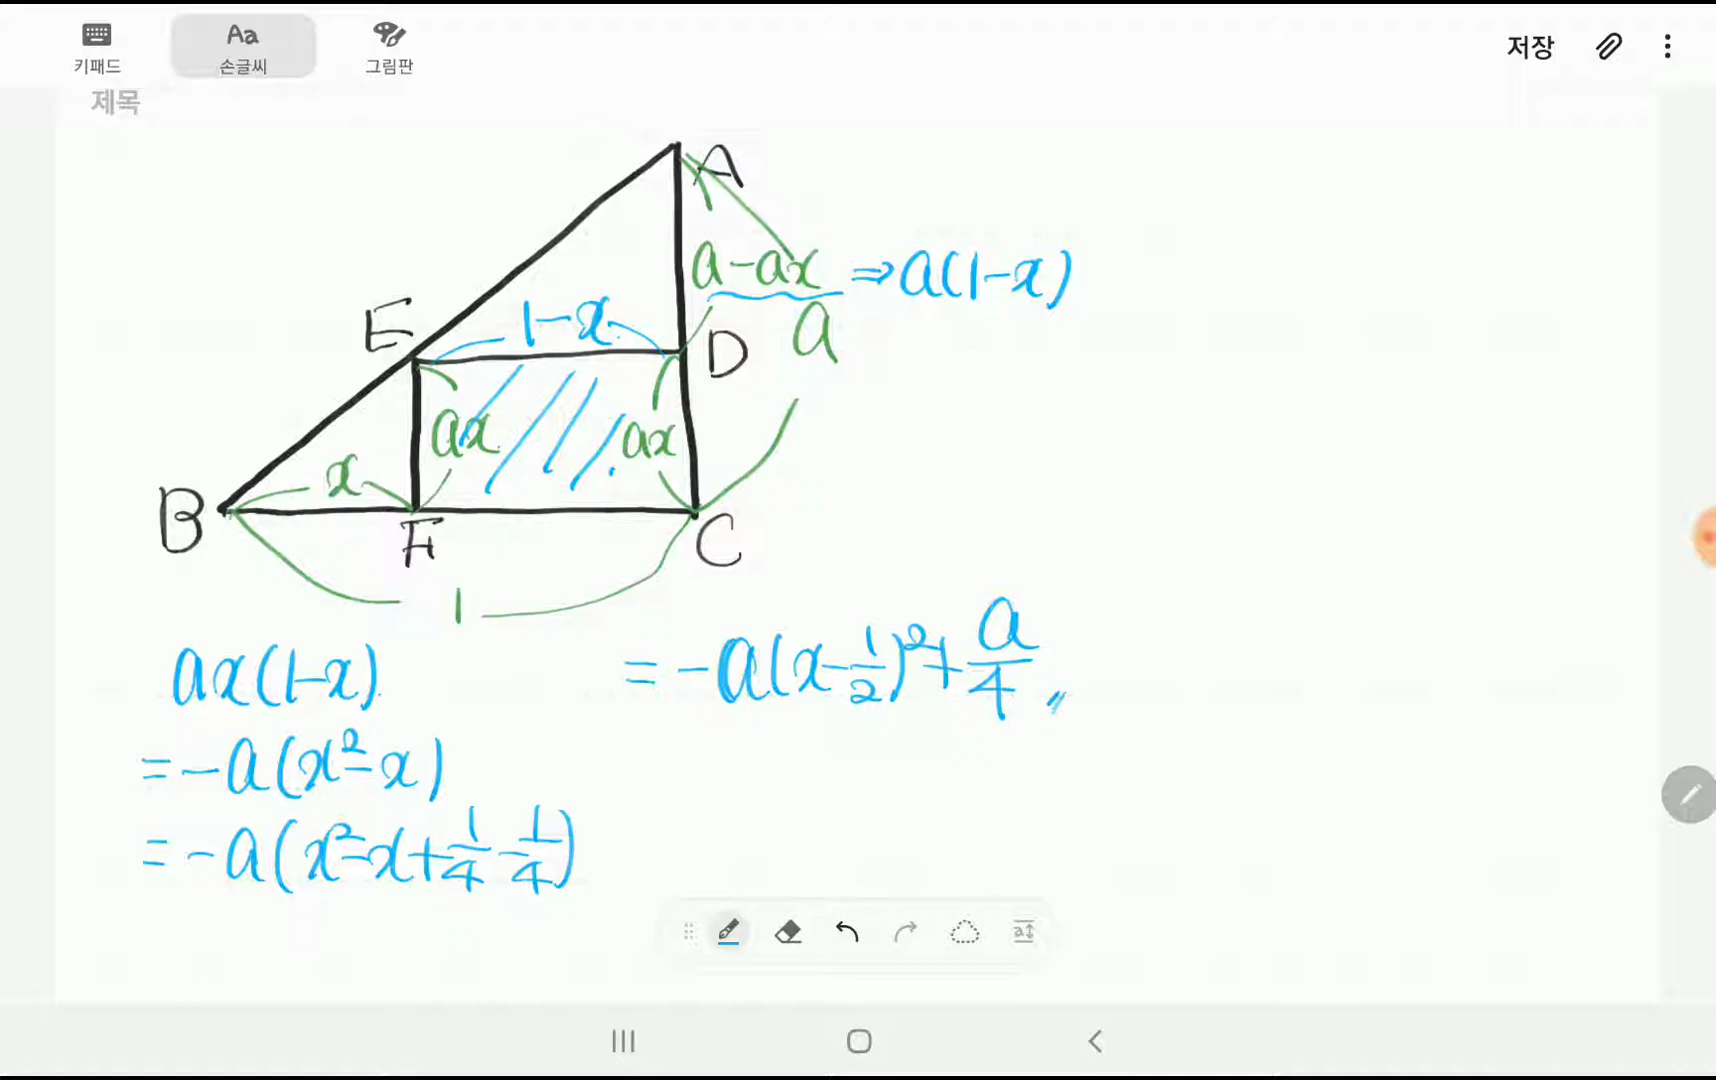 키패드
Aa
손글씨
그림판
저장
제목
A
a-ax ⇒ a(1-x)
E
1-x
a
D
ax
ax
x
B
F
C
1
ax(1-x)
= -a(x²-x)
= -a(x²-x+1/4-1/4)
= -a(x-1/2)²+a/4